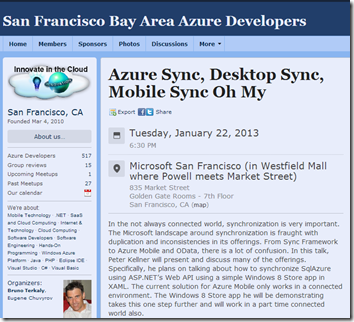 San Francisco Bay Area Azure Developers
Home Members Sponsors Photos Discussions More
Innovate in the Cloud
San Francisco, CA
Founded Mar 4, 2010
About us...
Azure Developers 517
Group reviews 15
Upcoming Meetups 1
Past Meetups 27
Our calendar
We're about:
Mobile Technology · .NET · SaaS
and Cloud Computing · Internet &
Technology · Cloud Computing ·
Software Developers · Software
Engineering · Hands-On
Programming · Windows Azure
Platform · Java · PHP · Eclipse IDE ·
Visual Studio · C# · Visual Basic
Organizers:
Bruno Terkaly,
Eugene Chuvyrov
Azure Sync, Desktop Sync,
Mobile Sync Oh My
Export Share
Tuesday, January 22, 2013
6:30 PM
Microsoft San Francisco (in Westfield Mall
where Powell meets Market Street)
835 Market Street
Golden Gate Rooms - 7th Floor
San Francisco, CA (map)
In the not always connected world, synchronization is very important.
The Microsoft landscape around synchronization is fraught with
duplication and inconsistencies in its offerings. From Sync Framework
to Azure Mobile and OData, there is a lot of confusion. In this talk,
Peter Kellner will present and discuss many of the offerings.
Specifically, he plans on talking about how to synchronize SqlAzure
using ASP.NET's Web API using a simple Windows 8 Store app in
XAML. The current solution for Azure Mobile only works in a connected
environment. The Windows 8 Store app he will be demonstrating
takes this one step further and will work in a part time connected
world also.